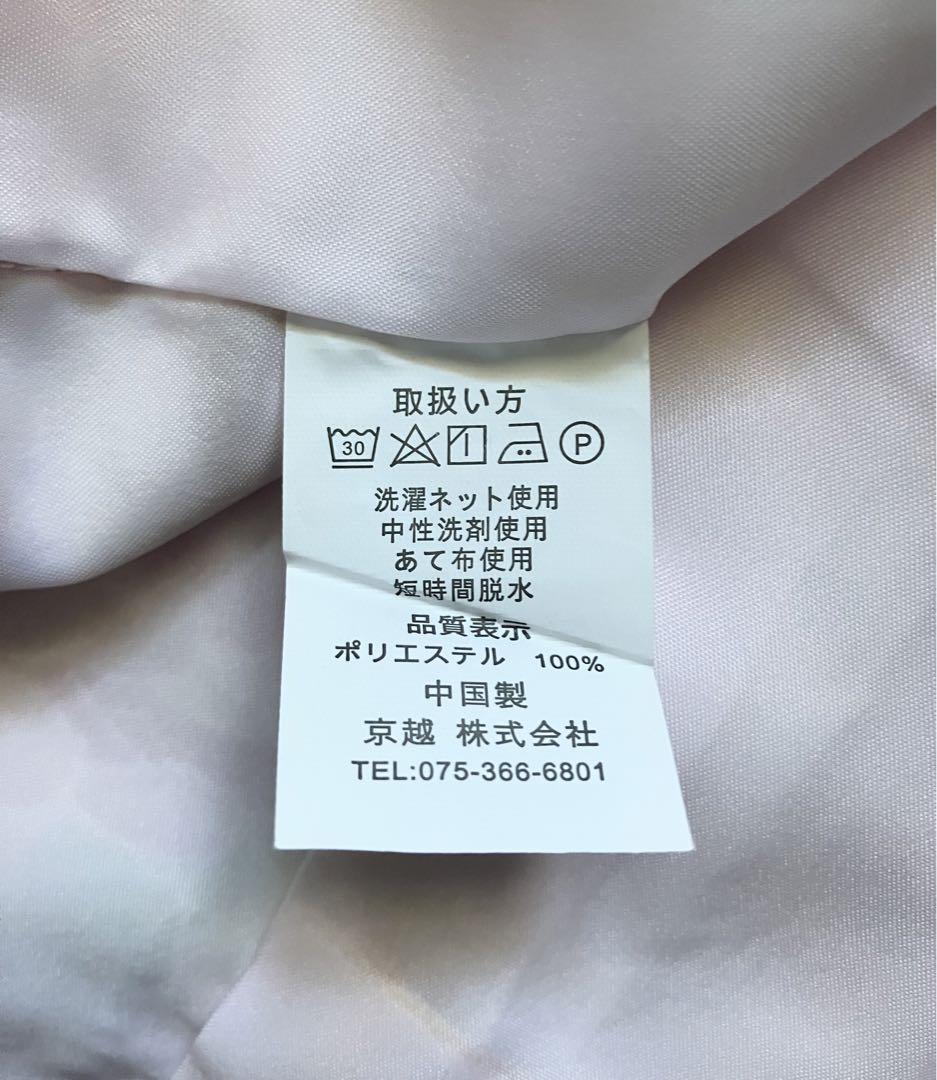 取扱い方
30 P
洗濯ネット使用
中性洗剤使用
あて布使用
短時間脱水
品質表示
ポリエステル 100%
中国製
京越 株式会社
TEL:075-366-6801